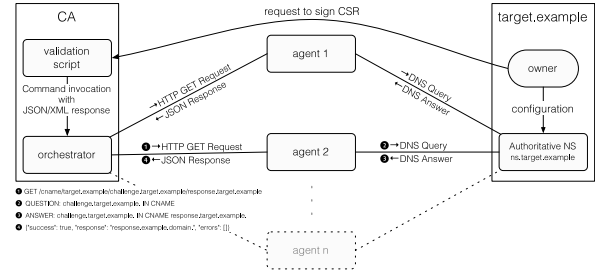 request to sign CSR
CA
target.example
validation
script
agent 1
owner
Command invocation
with
JSON/XML response
→HTTP GET Request
←JSON Response
→DNS Query
←DNS Answer
configuration
orchestrator
❶→HTTP GET Request
❹←JSON Response
agent 2
❷→DNS Query
❸←DNS Answer
Authoritative NS
ns.target.example
❶ GET /cname/target.example/challenge.target.example/response.target.example
❷ QUESTION: challenge.target.example. IN CNAME
❸ ANSWER: challenge.target.example. IN CNAME response.target.example.
❹ {"success": true, "response": "response.example.domain.", "errors": []}
agent n